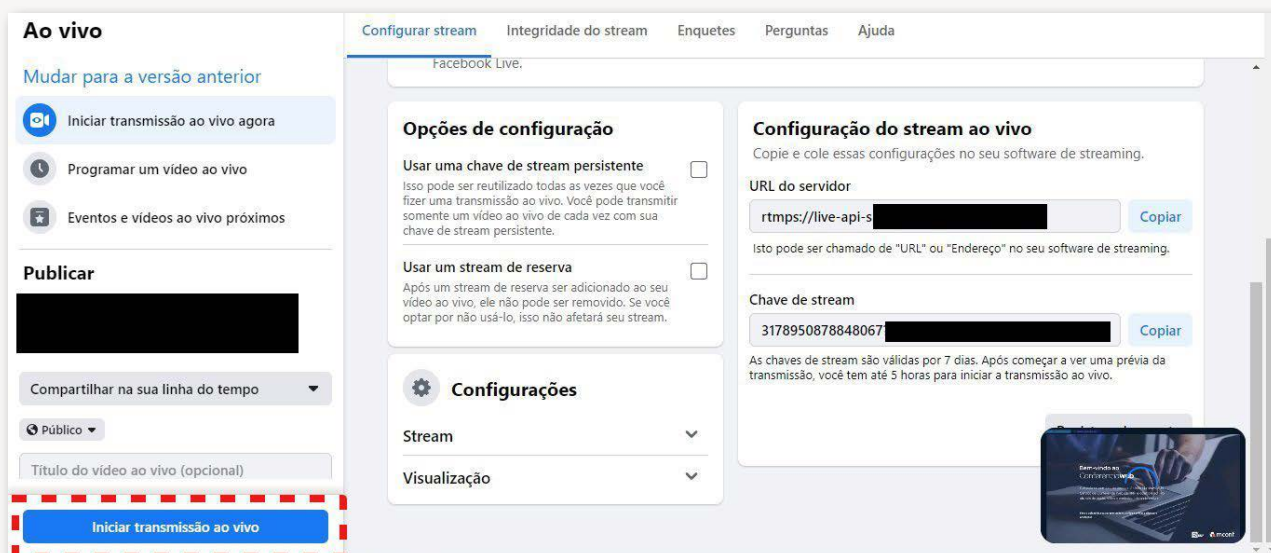 Ao vivo
Mudar para a versão anterior
Iniciar transmissão ao vivo agora
Programar um vídeo ao vivo
Eventos e vídeos ao vivo próximos
Publicar
Compartilhar na sua linha do tempo
Público
Título do vídeo ao vivo (opcional)
Iniciar transmissão ao vivo
Configurar stream
Integridade do stream
Enquetes
Perguntas
Ajuda
Facebook Live.
Opções de configuração
Usar uma chave de stream persistente
Isso pode ser reutilizado todas as vezes que você
fizer uma transmissão ao vivo. Você pode transmitir
somente um vídeo ao vivo de cada vez com sua
chave de stream persistente.
Usar um stream de reserva
Após um stream de reserva ser adicionado ao seu
vídeo ao vivo, ele não pode ser removido. Se você
optar por não usá-lo, isso não afetará seu stream.
Configurações
Stream
Visualização
Configuração do stream ao vivo
Copie e cole essas configurações no seu software de streaming.
URL do servidor
rtmps://live-api-s
Copiar
Isto pode ser chamado de "URL" ou "Endereço" no seu software de streaming.
Chave de stream
3178950878848067
Copiar
As chaves de stream são válidas por 7 dias. Após começar a ver uma prévia da
transmissão, você tem até 5 horas para iniciar a transmissão ao vivo.
Bem-vindo ao
Conferênciaweb